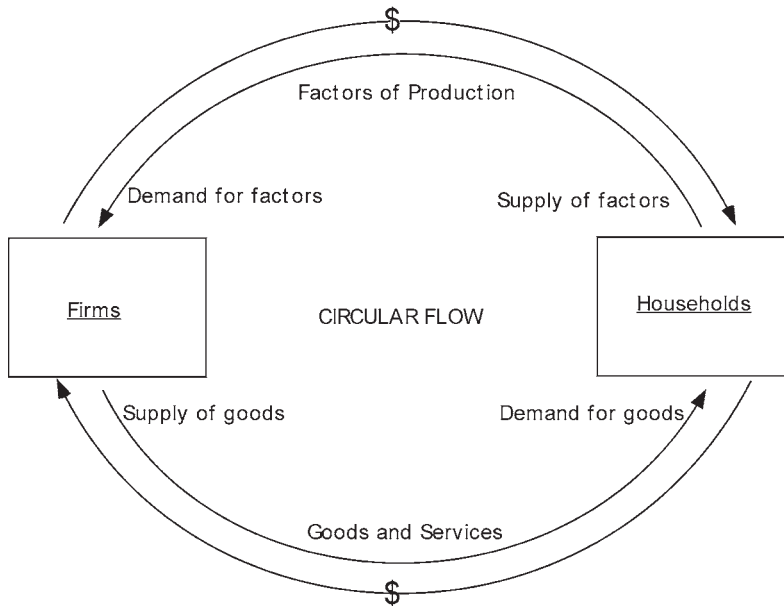 $
Factors of Production
Demand for factors
Supply of factors
Firms
CIRCULAR FLOW
Households
Supply of goods
Demand for goods
Goods and Services
$